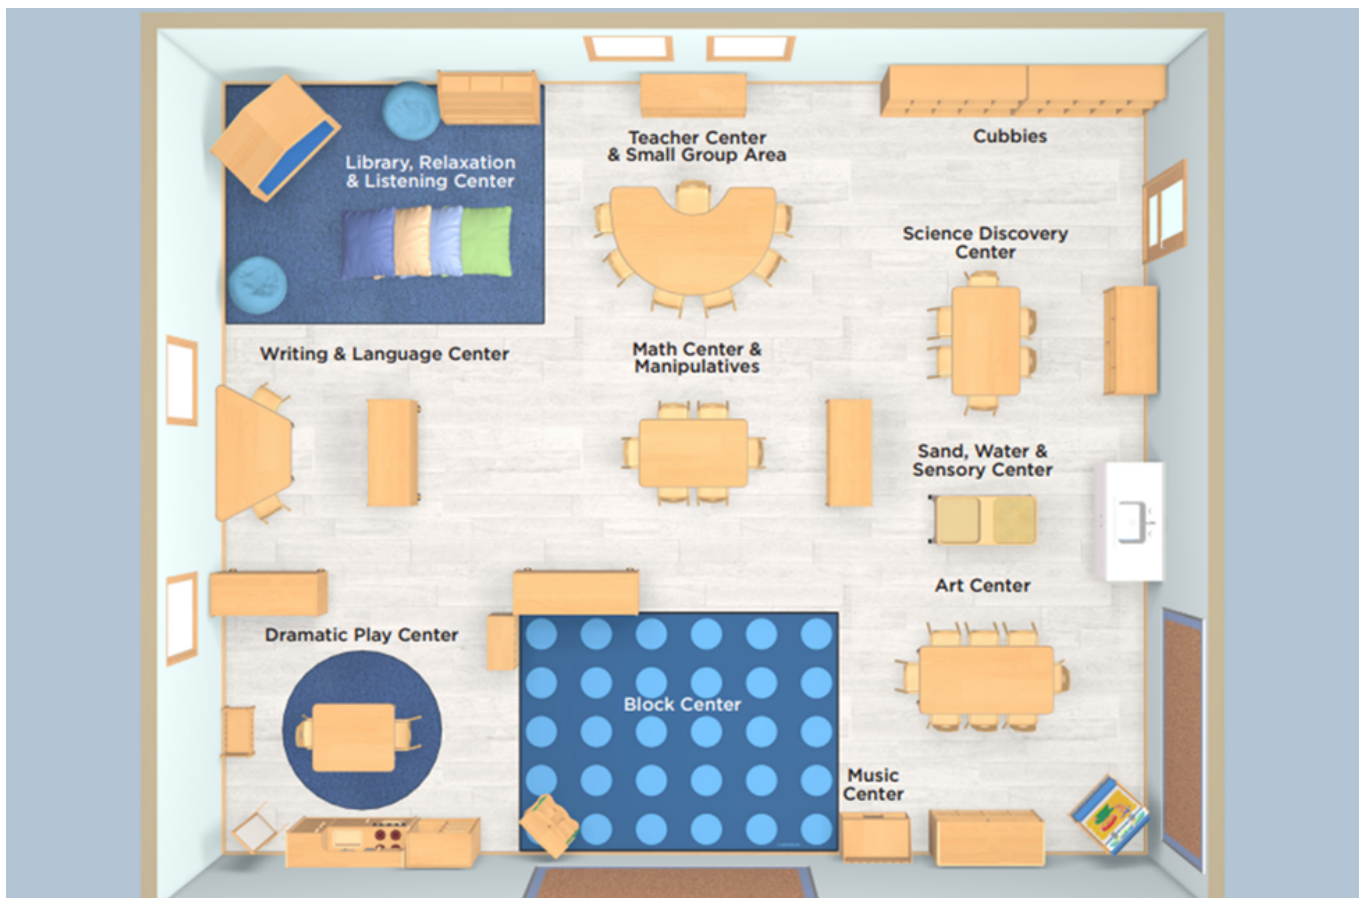 Teacher Center
& Small Group Area
Cubbies
Library, Relaxation
& Listening Center
Science Discovery
Center
Writing & Language Center
Math Center &
Manipulatives
Sand, Water &
Sensory Center
Art Center
Dramatic Play Center
Block Center
Music
Center